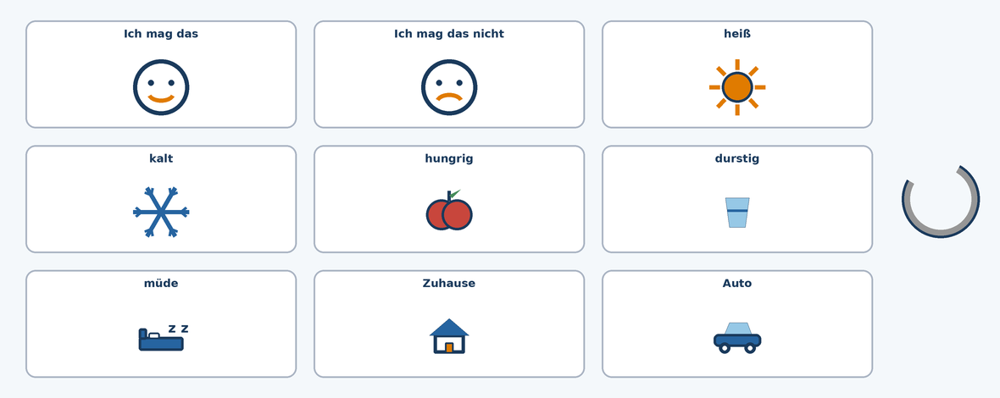 Ich mag das
Ich mag das nicht
heiß
kalt
hungrig
durstig
müde
z z
Zuhause
Auto